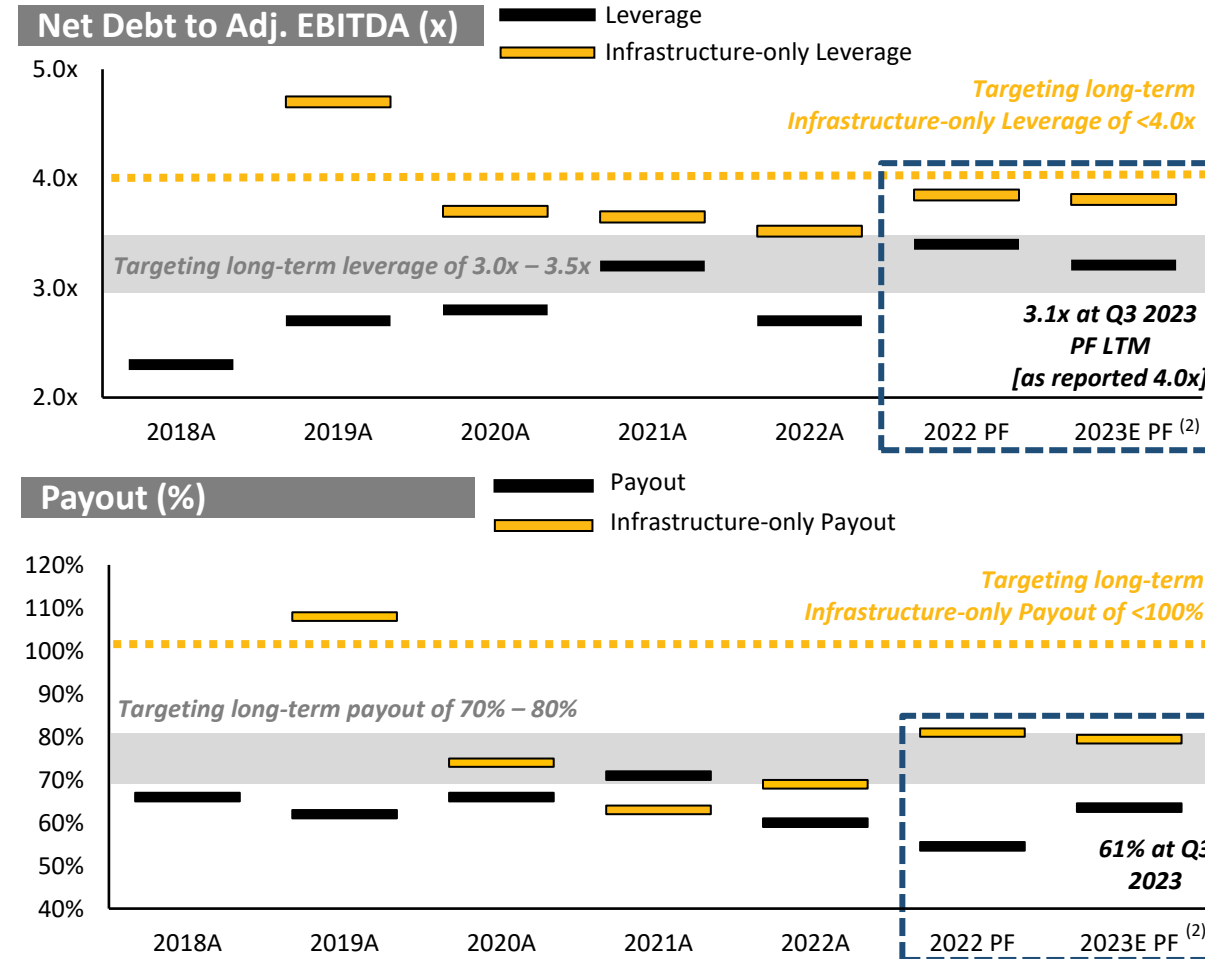 Net Debt to Adj. EBITDA (x)
Leverage
Infrastructure-only Leverage
5.0x
4.0x
3.0x
2.0x
Targeting long-term
Infrastructure-only Leverage of <4.0x
Targeting long-term leverage of 3.0x – 3.5x
3.1x at Q3 2023
PF LTM
[as reported 4.0x]
2018A 2019A 2020A 2021A 2022A 2022 PF 2023E PF (2)
Payout (%)
Payout
Infrastructure-only Payout
120%
110%
100%
90%
80%
70%
60%
50%
40%
Targeting long-term
Infrastructure-only Payout of <100%
Targeting long-term payout of 70% – 80%
61% at Q3
2023
2018A 2019A 2020A 2021A 2022A 2022 PF 2023E PF (2)